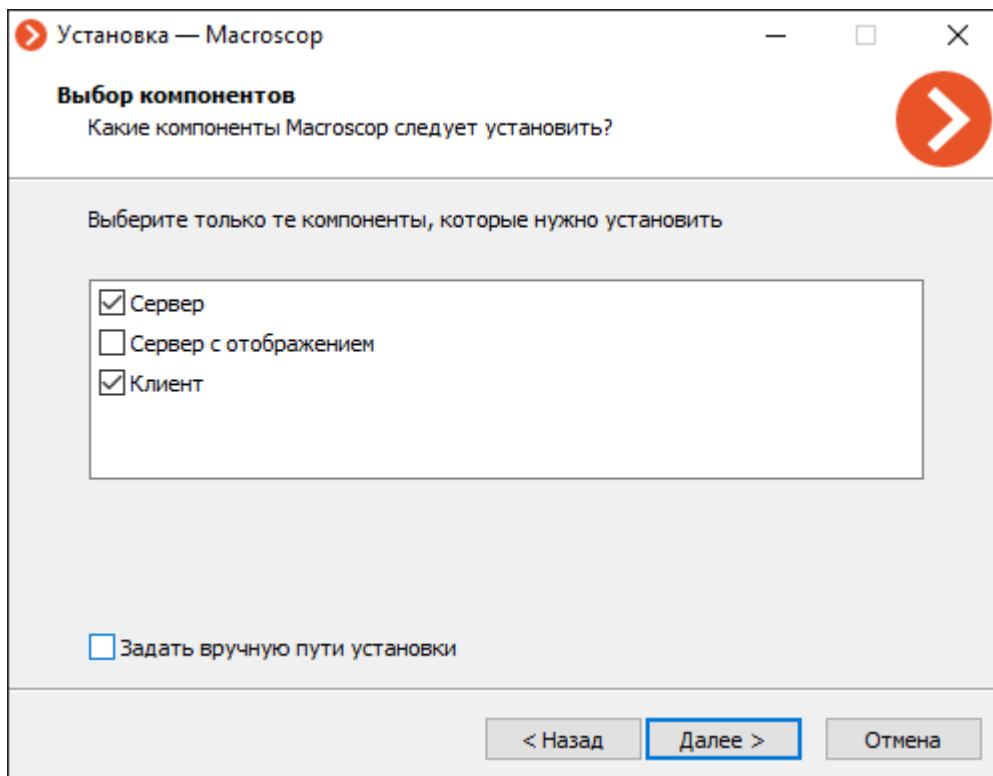 Установка — Macroscop
Выбор компонентов
Какие компоненты Macroscop следует установить?
Выберите только те компоненты, которые нужно установить
Сервер
Сервер с отображением
Клиент
Задать вручную пути установки
< Назад
Далее >
Отмена